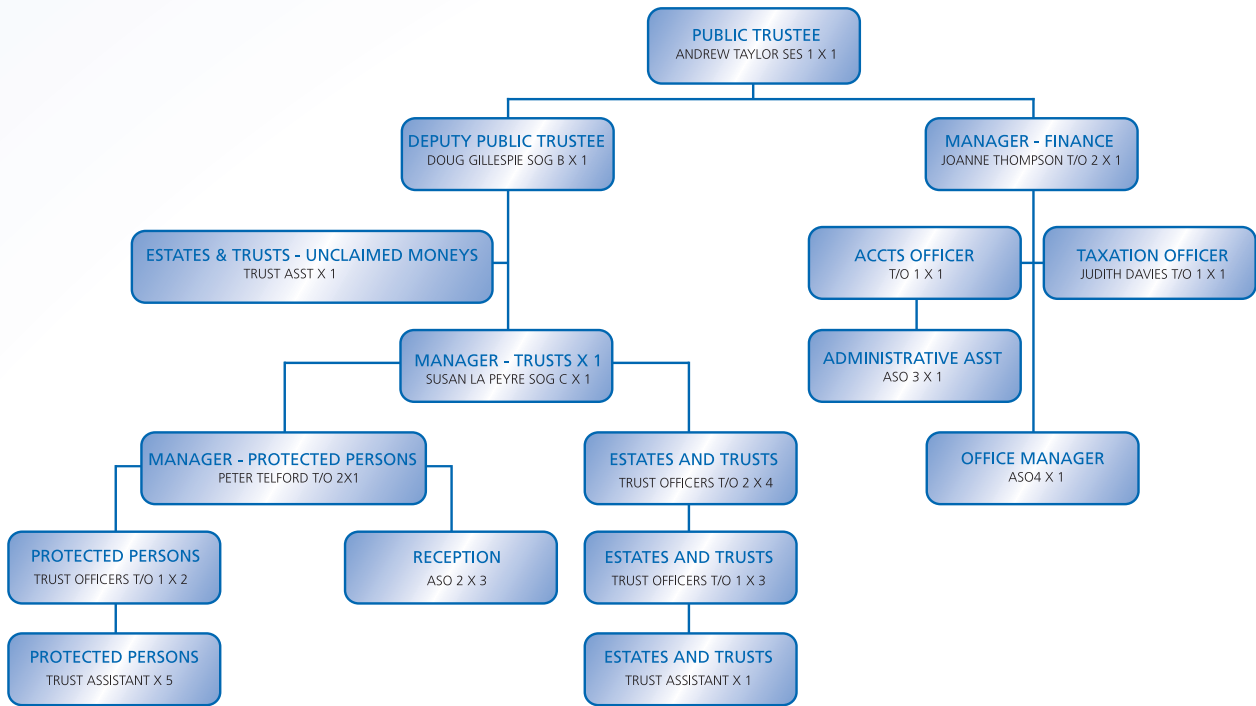 PUBLIC TRUSTEE
ANDREW TAYLOR SES 1 X 1
DEPUTY PUBLIC TRUSTEE
DOUG GILLESPIE SOG B X 1
MANAGER - FINANCE
JOANNE THOMPSON T/O 2 X 1
ESTATES & TRUSTS - UNCLAIMED MONEYS
TRUST ASST X 1
ACCTS OFFICER
T/O 1 X 1
TAXATION OFFICER
JUDITH DAVIES T/O 1 X 1
MANAGER - TRUSTS X 1
SUSAN LA PEYRE SOG C X 1
ADMINISTRATIVE ASST
ASO 3 X 1
MANAGER - PROTECTED PERSONS
PETER TELFORD T/O 2X1
ESTATES AND TRUSTS
TRUST OFFICERS T/O 2 X 4
OFFICE MANAGER
ASO4 X 1
PROTECTED PERSONS
TRUST OFFICERS T/O 1 X 2
RECEPTION
ASO 2 X 3
ESTATES AND TRUSTS
TRUST OFFICERS T/O 1 X 3
PROTECTED PERSONS
TRUST ASSISTANT X 5
ESTATES AND TRUSTS
TRUST ASSISTANT X 1